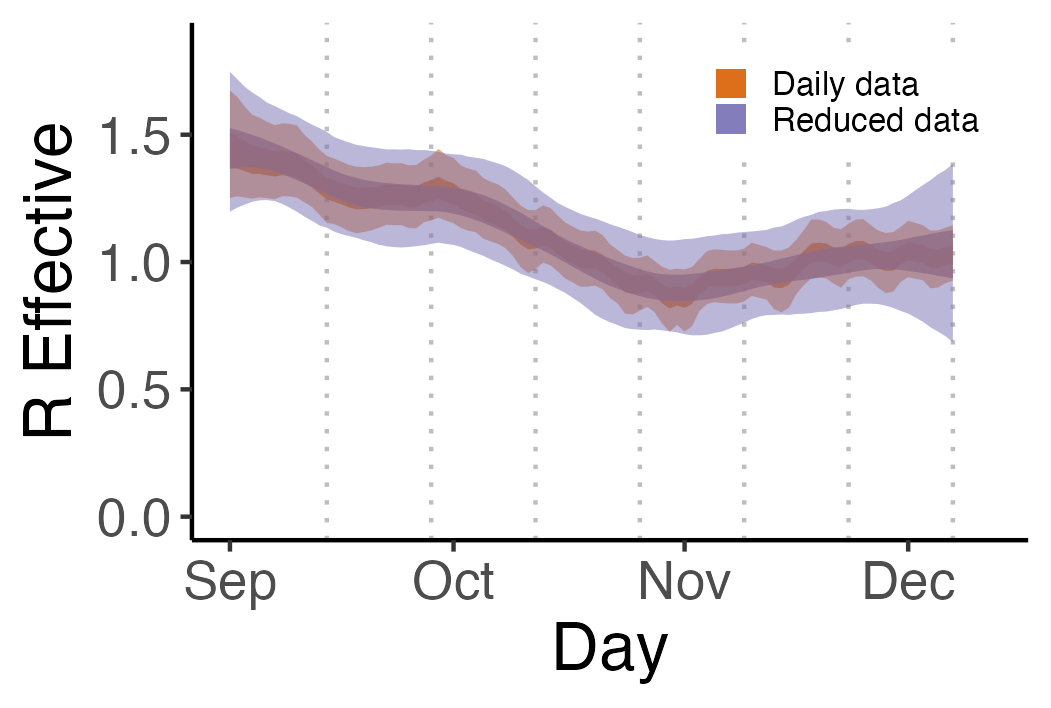 R Effective
1.5
1.0
0.5
0.0
Daily data
Reduced data
Sep Oct Nov Dec
Day